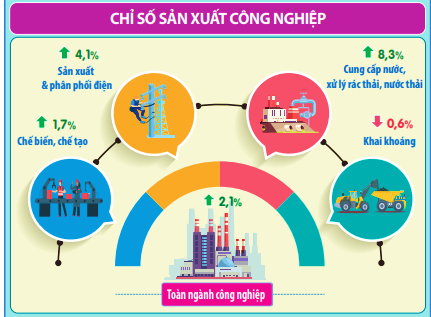 CHỈ SỐ SẢN XUẤT CÔNG NGHIỆP
4,1%
Sản xuất
& phân phối điện
8,3%
Cung cấp nước,
xử lý rác thải, nước thải
1,7%
Chế biến, chế tạo
0,6%
Khai khoáng
2,1%
Toàn ngành công nghiệp